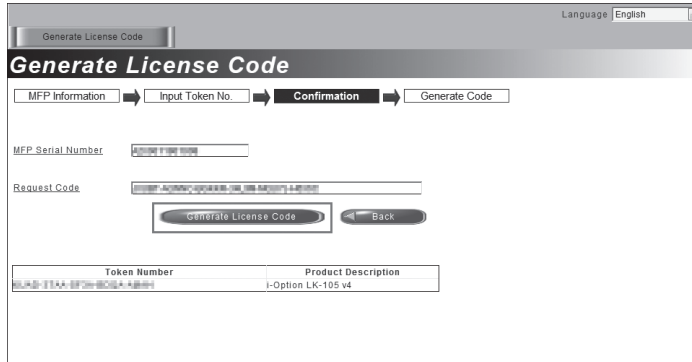 Language English
Generate License Code
Generate License Code
MFP Information Input Token No. Confirmation Generate Code
MFP Serial Number
Request Code
Generate License Code Back
Token Number Product Description
i-Option LK-105 v4